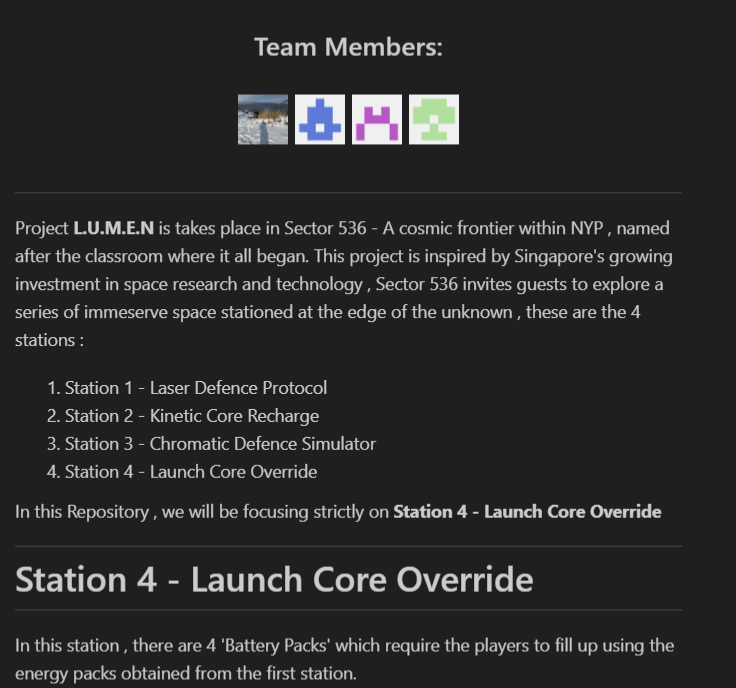 Team Members:
Project L.U.M.E.N is takes place in Sector 536 - A cosmic frontier within NYP , named
after the classroom where it all began. This project is inspired by Singapore's growing
investment in space research and technology , Sector 536 invites guests to explore a
series of immeserve space stationed at the edge of the unknown , these are the 4
stations :
1. Station 1 - Laser Defence Protocol
2. Station 2 - Kinetic Core Recharge
3. Station 3 - Chromatic Defence Simulator
4. Station 4 - Launch Core Override
In this Repository , we will be focusing strictly on Station 4 - Launch Core Override
Station 4 - Launch Core Override
In this station , there are 4 'Battery Packs' which require the players to fill up using the
energy packs obtained from the first station.